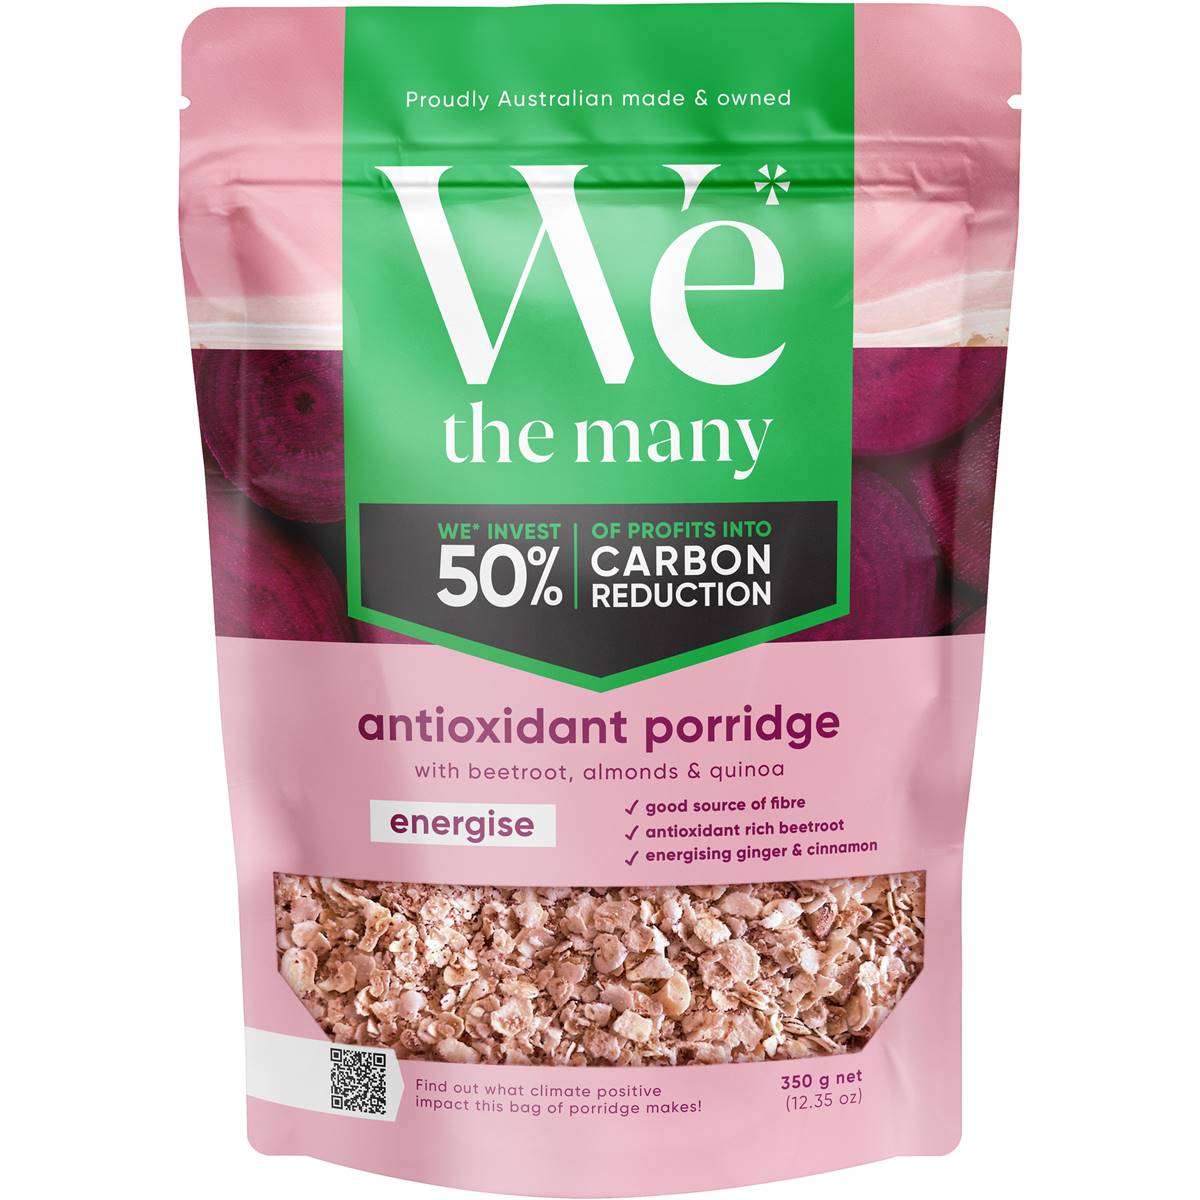 Proudly Australian made & owned
We*
the many
WE* INVEST
50%
OF PROFITS INTO
CARBON
REDUCTION
antioxidant porridge
with beetroot, almonds & quinoa
energise
✓ good source of fibre
✓ antioxidant rich beetroot
✓ energising ginger & cinnamon
Find out what climate positive
impact this bag of porridge makes!
350 g net
(12.35 oz)